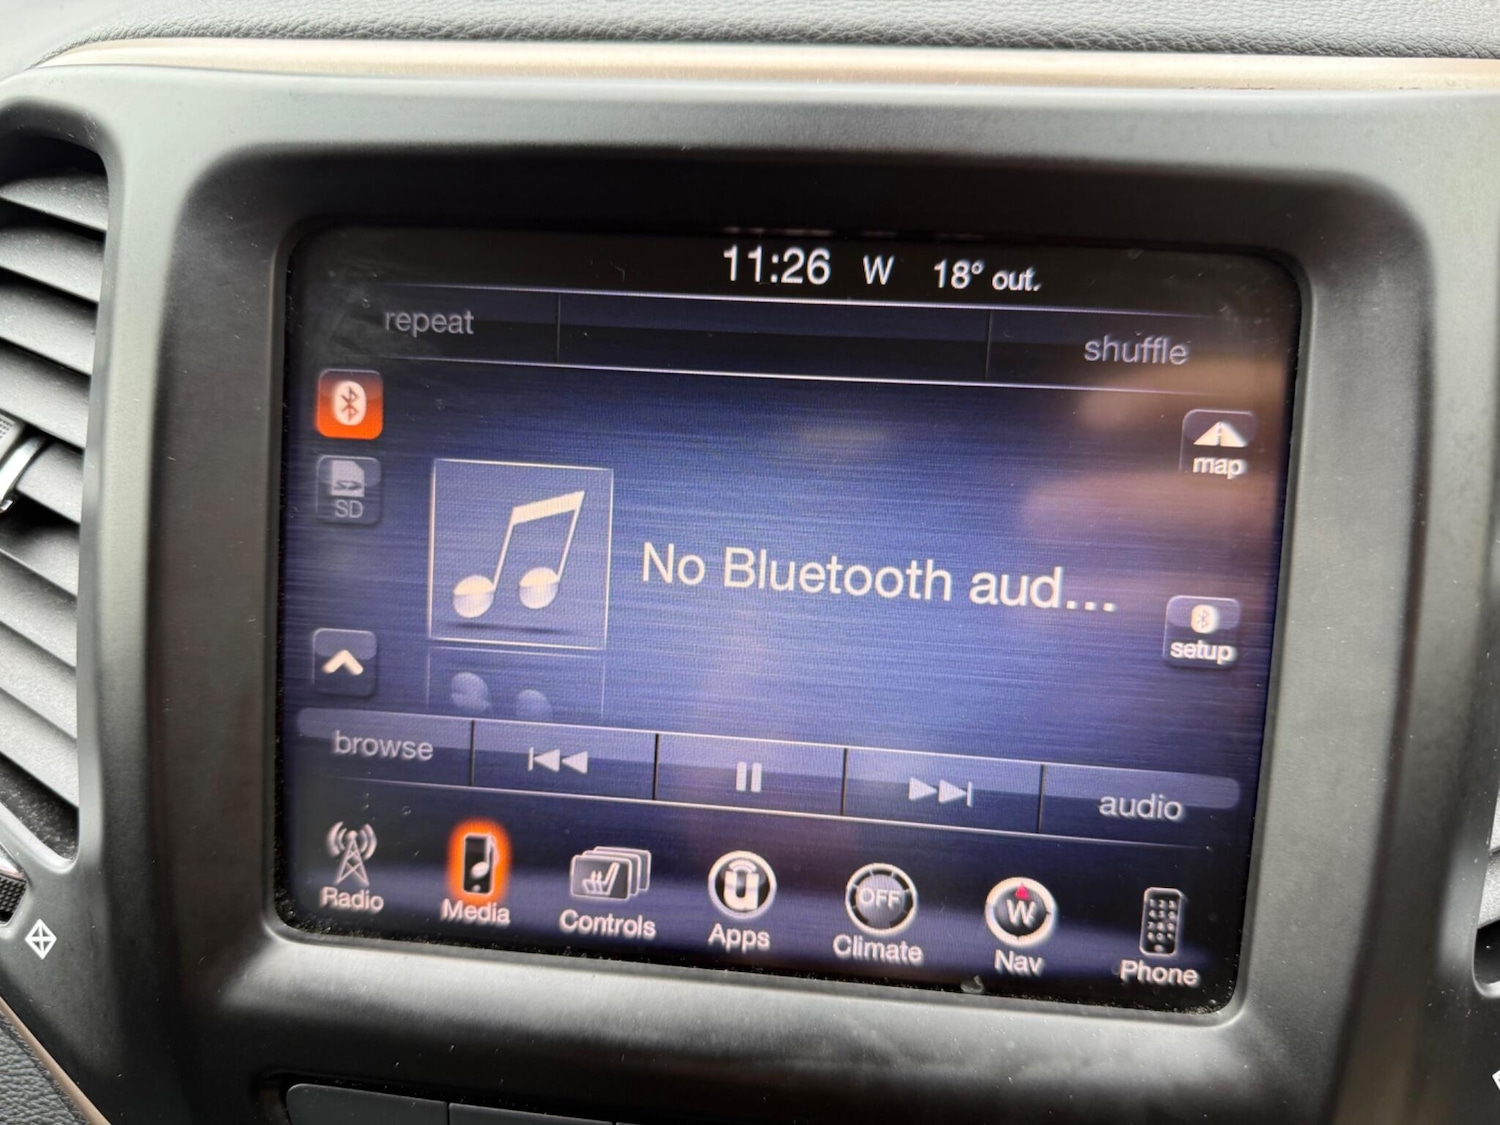 11:26 W 18° out.
repeat
shuffle
SD
SD
map
No Bluetooth aud...
setup
browse
audio
Radio
Media
Controls
u
Apps
OFF
Climate
W
Nav
Phone